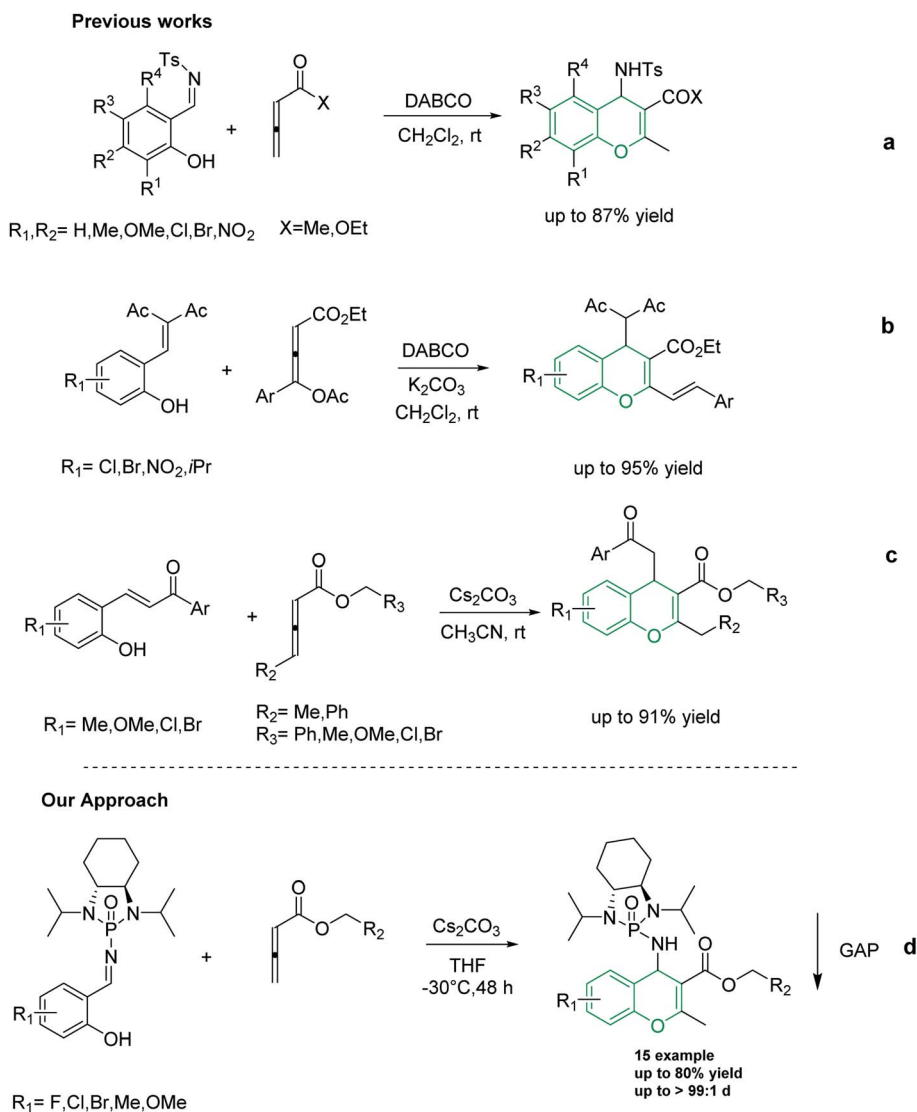 Previous works
Ts
N
R⁴
R³
R²
R¹
OH
+
O
X
DABCO
CH₂Cl₂, rt
R⁴
NHTs
R³
COX
R²
O
R¹
a
up to 87% yield
R₁,R₂= H,Me,OMe,Cl,Br,NO₂
X=Me,OEt
Ac
Ac
R₁
OH
+
CO₂Et
Ar
OAc
DABCO
K₂CO₃
CH₂Cl₂, rt
Ac
Ac
CO₂Et
R₁
O
Ar
b
R₁= Cl,Br,NO₂,iPr
up to 95% yield
O
Ar
R₁
OH
+
O
O
R₃
R₂
Cs₂CO₃
CH₃CN, rt
O
Ar
O
O
R₃
R₁
O
R₂
c
R₁= Me,OMe,Cl,Br
R₂= Me,Ph
R₃= Ph,Me,OMe,Cl,Br
up to 91% yield
Our Approach
O
N
P
N
N
R₁
OH
+
O
O
R₂
Cs₂CO₃
THF
-30°C,48 h
O
N
P
N
NH
O
O
R₂
R₁
O
GAP
d
15 example
up to 80% yield
up to > 99:1 d
R₁= F,Cl,Br,Me,OMe